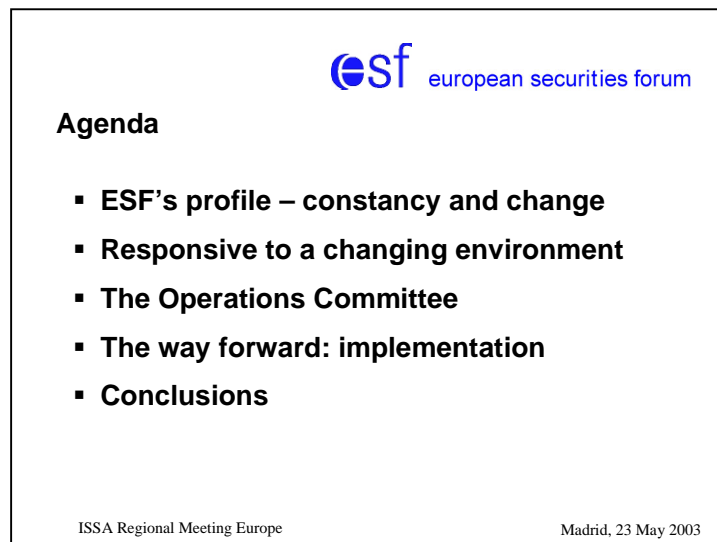 esf european securities forum
Agenda
▪ ESF’s profile – constancy and change
▪ Responsive to a changing environment
▪ The Operations Committee
▪ The way forward: implementation
▪ Conclusions
ISSA Regional Meeting Europe Madrid, 23 May 2003